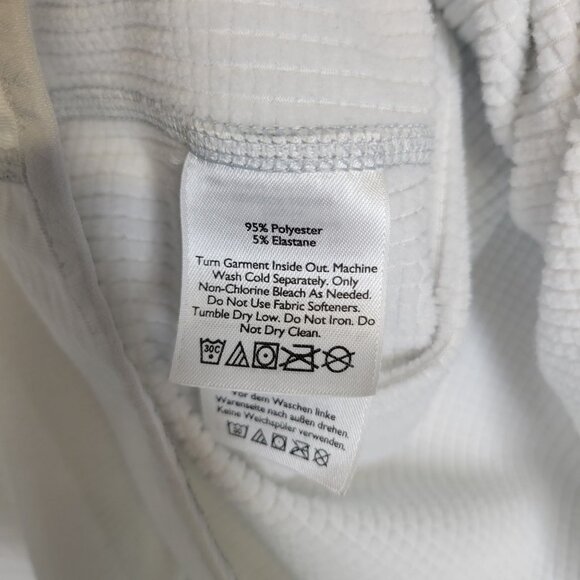 95% Polyester
5% Elastane
Turn Garment Inside Out. Machine
Wash Cold Separately. Only
Non-Chlorine Bleach As Needed.
Do Not Use Fabric Softeners.
Tumble Dry Low. Do Not Iron. Do
Not Dry Clean.
30C
Vor dem Waschen linke
Warenseite nach außen drehen.
Keine Weichspüler verwenden.